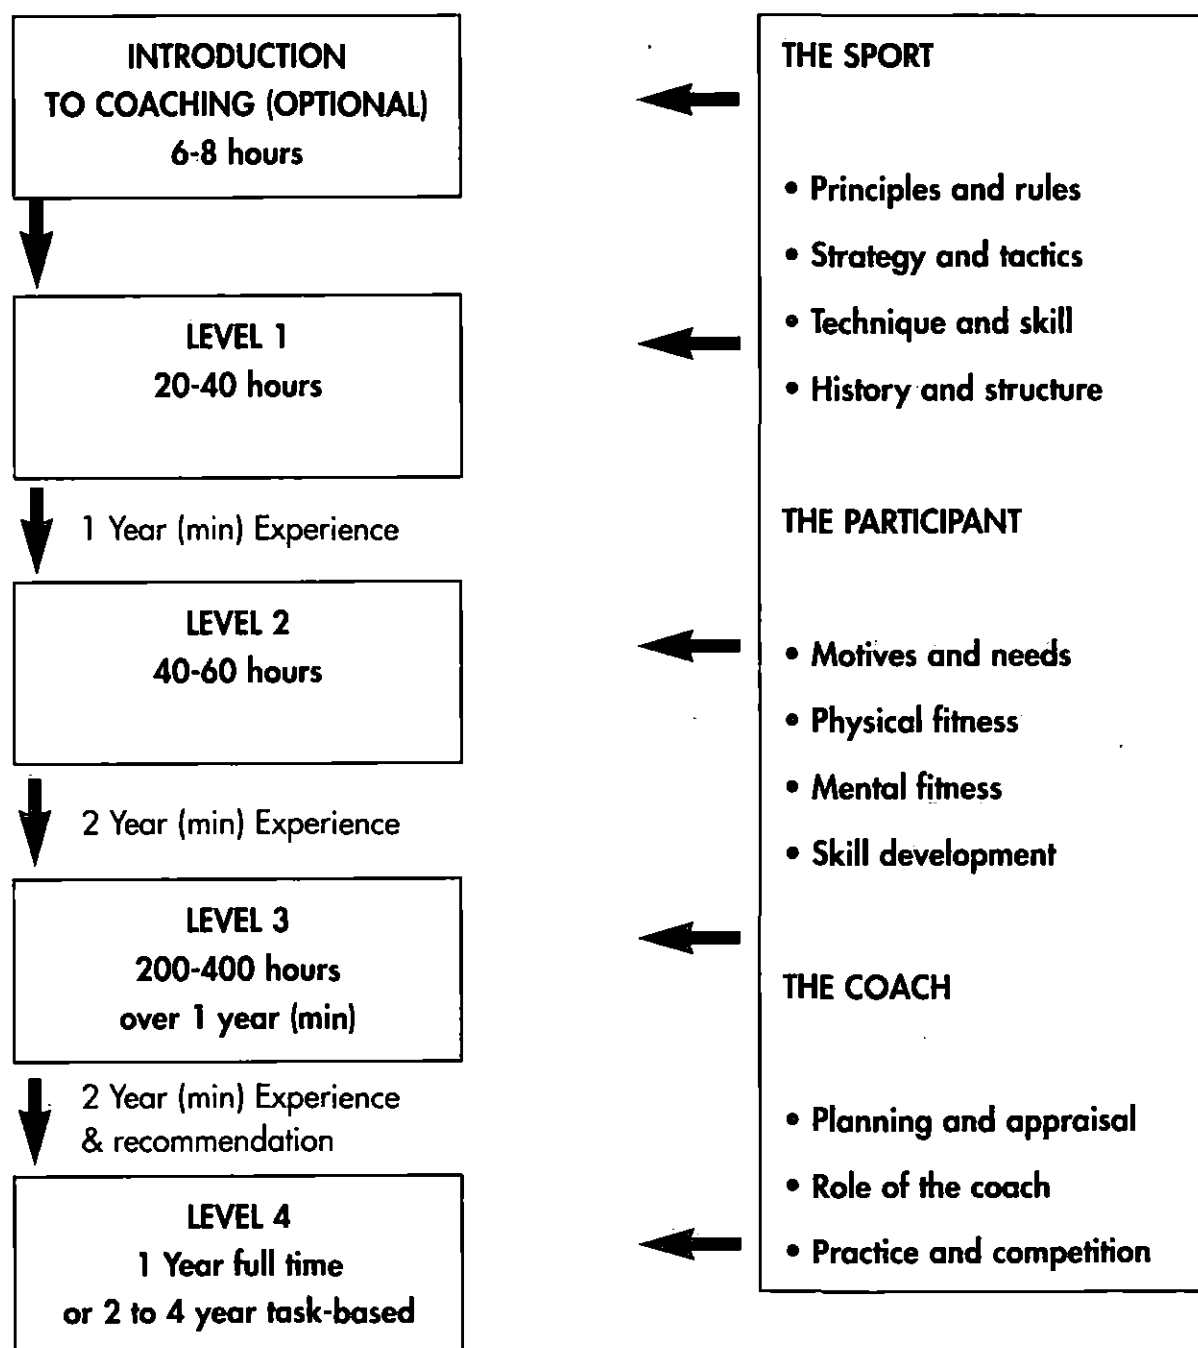 INTRODUCTION
TO COACHING (OPTIONAL)
6-8 hours
LEVEL 1
20-40 hours
1 Year (min) Experience
LEVEL 2
40-60 hours
2 Year (min) Experience
LEVEL 3
200-400 hours
over 1 year (min)
2 Year (min) Experience
& recommendation
LEVEL 4
1 Year full time
or 2 to 4 year task-based
THE SPORT
• Principles and rules
• Strategy and tactics
• Technique and skill
• History and structure
THE PARTICIPANT
• Motives and needs
• Physical fitness
• Mental fitness
• Skill development
THE COACH
• Planning and appraisal
• Role of the coach
• Practice and competition